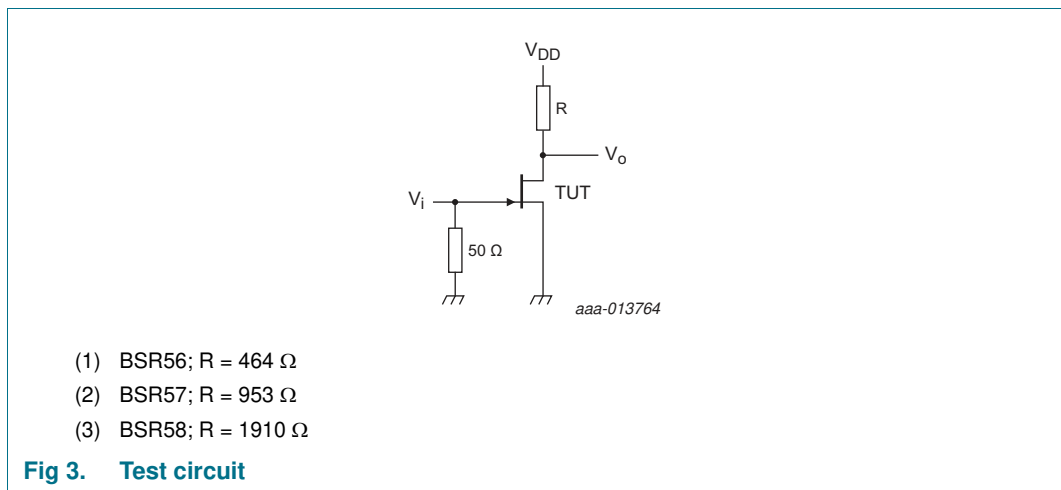 VDD
R
Vo
TUT
Vi
50 Ω
aaa-013764
(1) BSR56; R = 464 Ω
(2) BSR57; R = 953 Ω
(3) BSR58; R = 1910 Ω
Fig 3. Test circuit